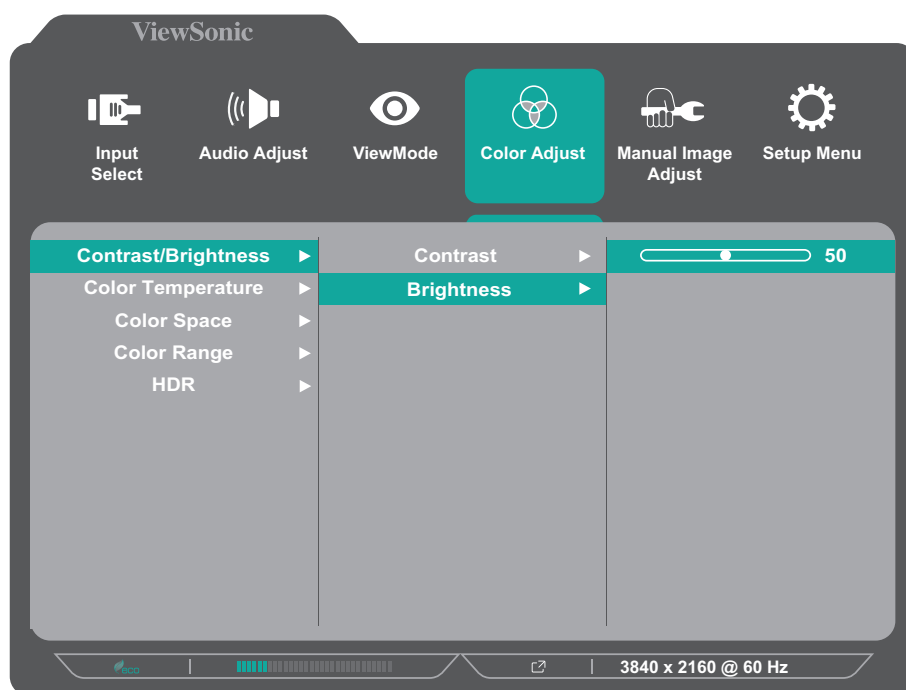 ViewSonic
Input
Select
Audio Adjust
ViewMode
Color Adjust
Manual Image
Adjust
Setup Menu
Contrast/Brightness
Contrast
50
Color Temperature
Brightness
Color Space
Color Range
HDR
eco
3840 x 2160 @ 60 Hz